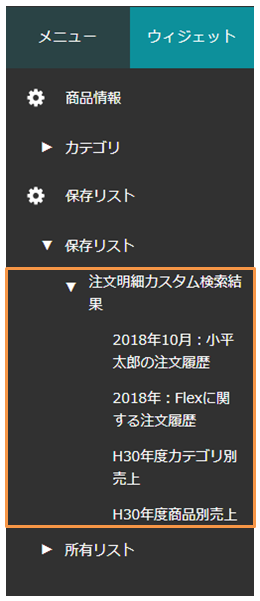 メニュー
ウィジェット
商品情報
▶ カテゴリ
保存リスト
▼ 保存リスト
▼ 注文明細カスタム検索結
果
2018年10月：小平
太郎の注文履歴
2018年：Flexに関
する注文履歴
H30年度カテゴリ別
売上
H30年度商品別売上
▶ 所有リスト